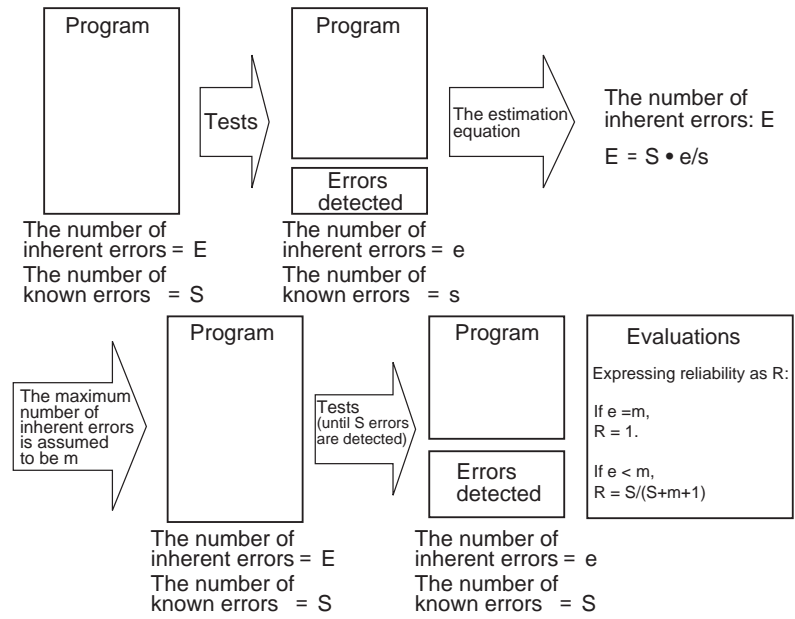 Program
Program
Tests
The estimation
equation
The number of
inherent errors: E
E = S • e/s
Errors
detected
The number of
inherent errors = E
The number of
known errors = S
The number of
inherent errors = e
The number of
known errors = s
The maximum
number of
inherent errors
is assumed
to be m
Program
Tests
(until S errors
are detected)
Program
Errors
detected
Evaluations
Expressing reliability as R:
If e =m,
R = 1.
If e < m,
R = S/(S+m+1)
The number of
inherent errors = E
The number of
known errors = S
The number of
inherent errors = e
The number of
known errors = S